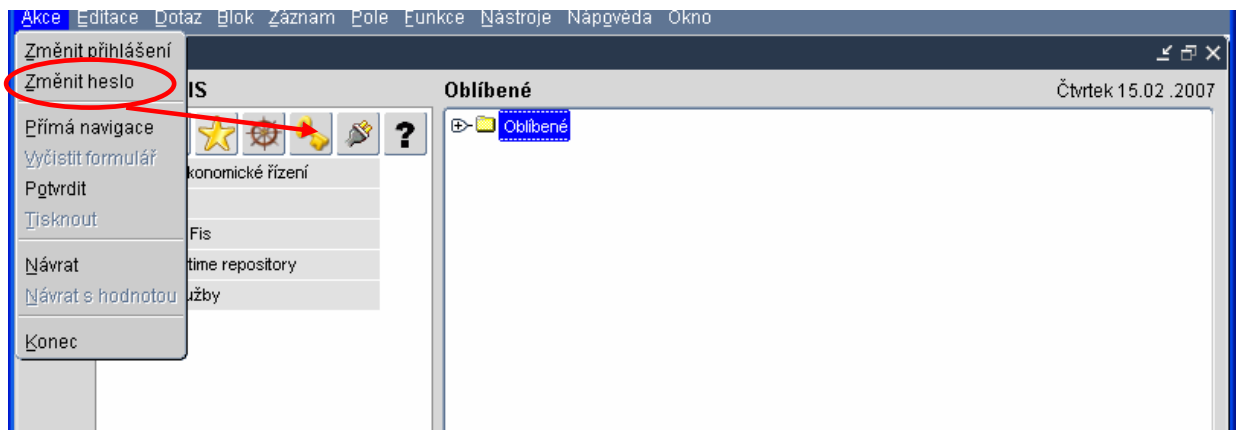 Akce Editace Dotaz Blok Záznam Pole Funkce Nástroje Nápověda Okno
Změnit přihlášení
Změnit heslo
IS
Oblíbené
Čtvrtek 15.02 .2007
Přímá navigace
?
Oblíbené
Vyčistit formulář
konomické řízení
Potvrdit
Tisknout
Fis
Návrat
time repository
Návrat s hodnotou
užby
Konec